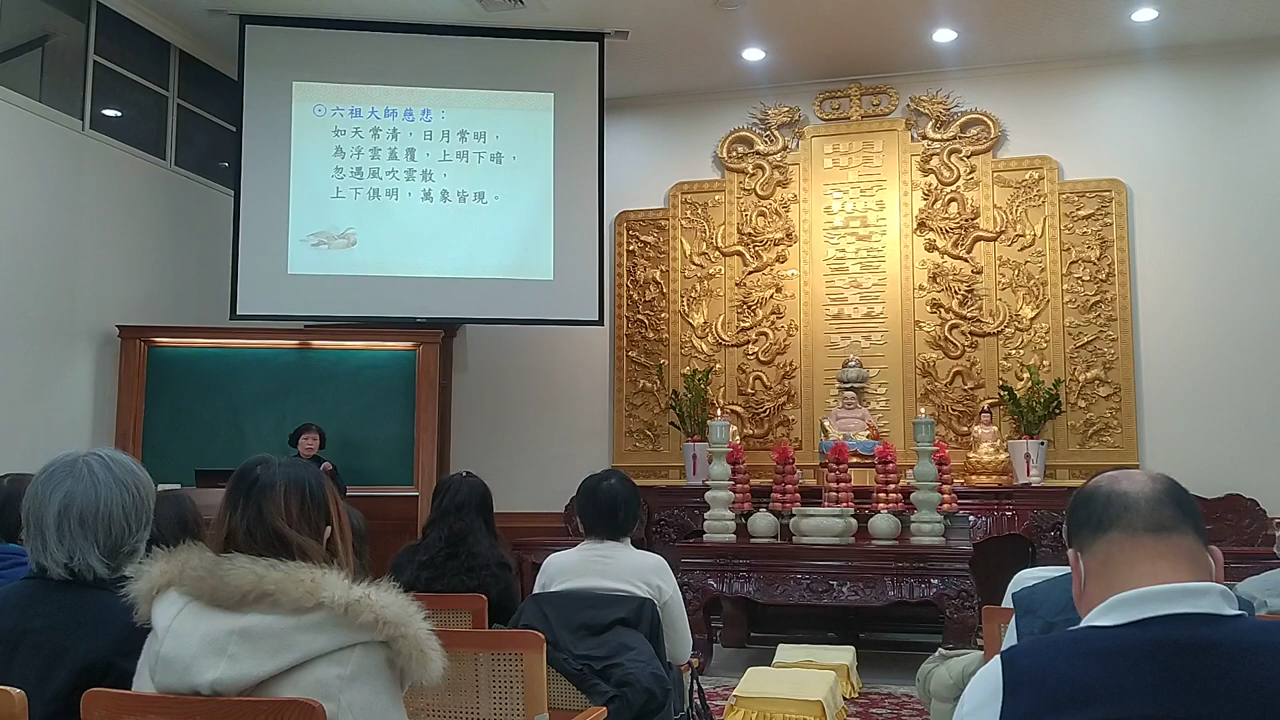 ⊙六祖大師慈悲：
如天常清，日月常明，
為浮雲蓋覆，上明下暗，
忽遇風吹雲散，
上下俱明，萬象皆現。